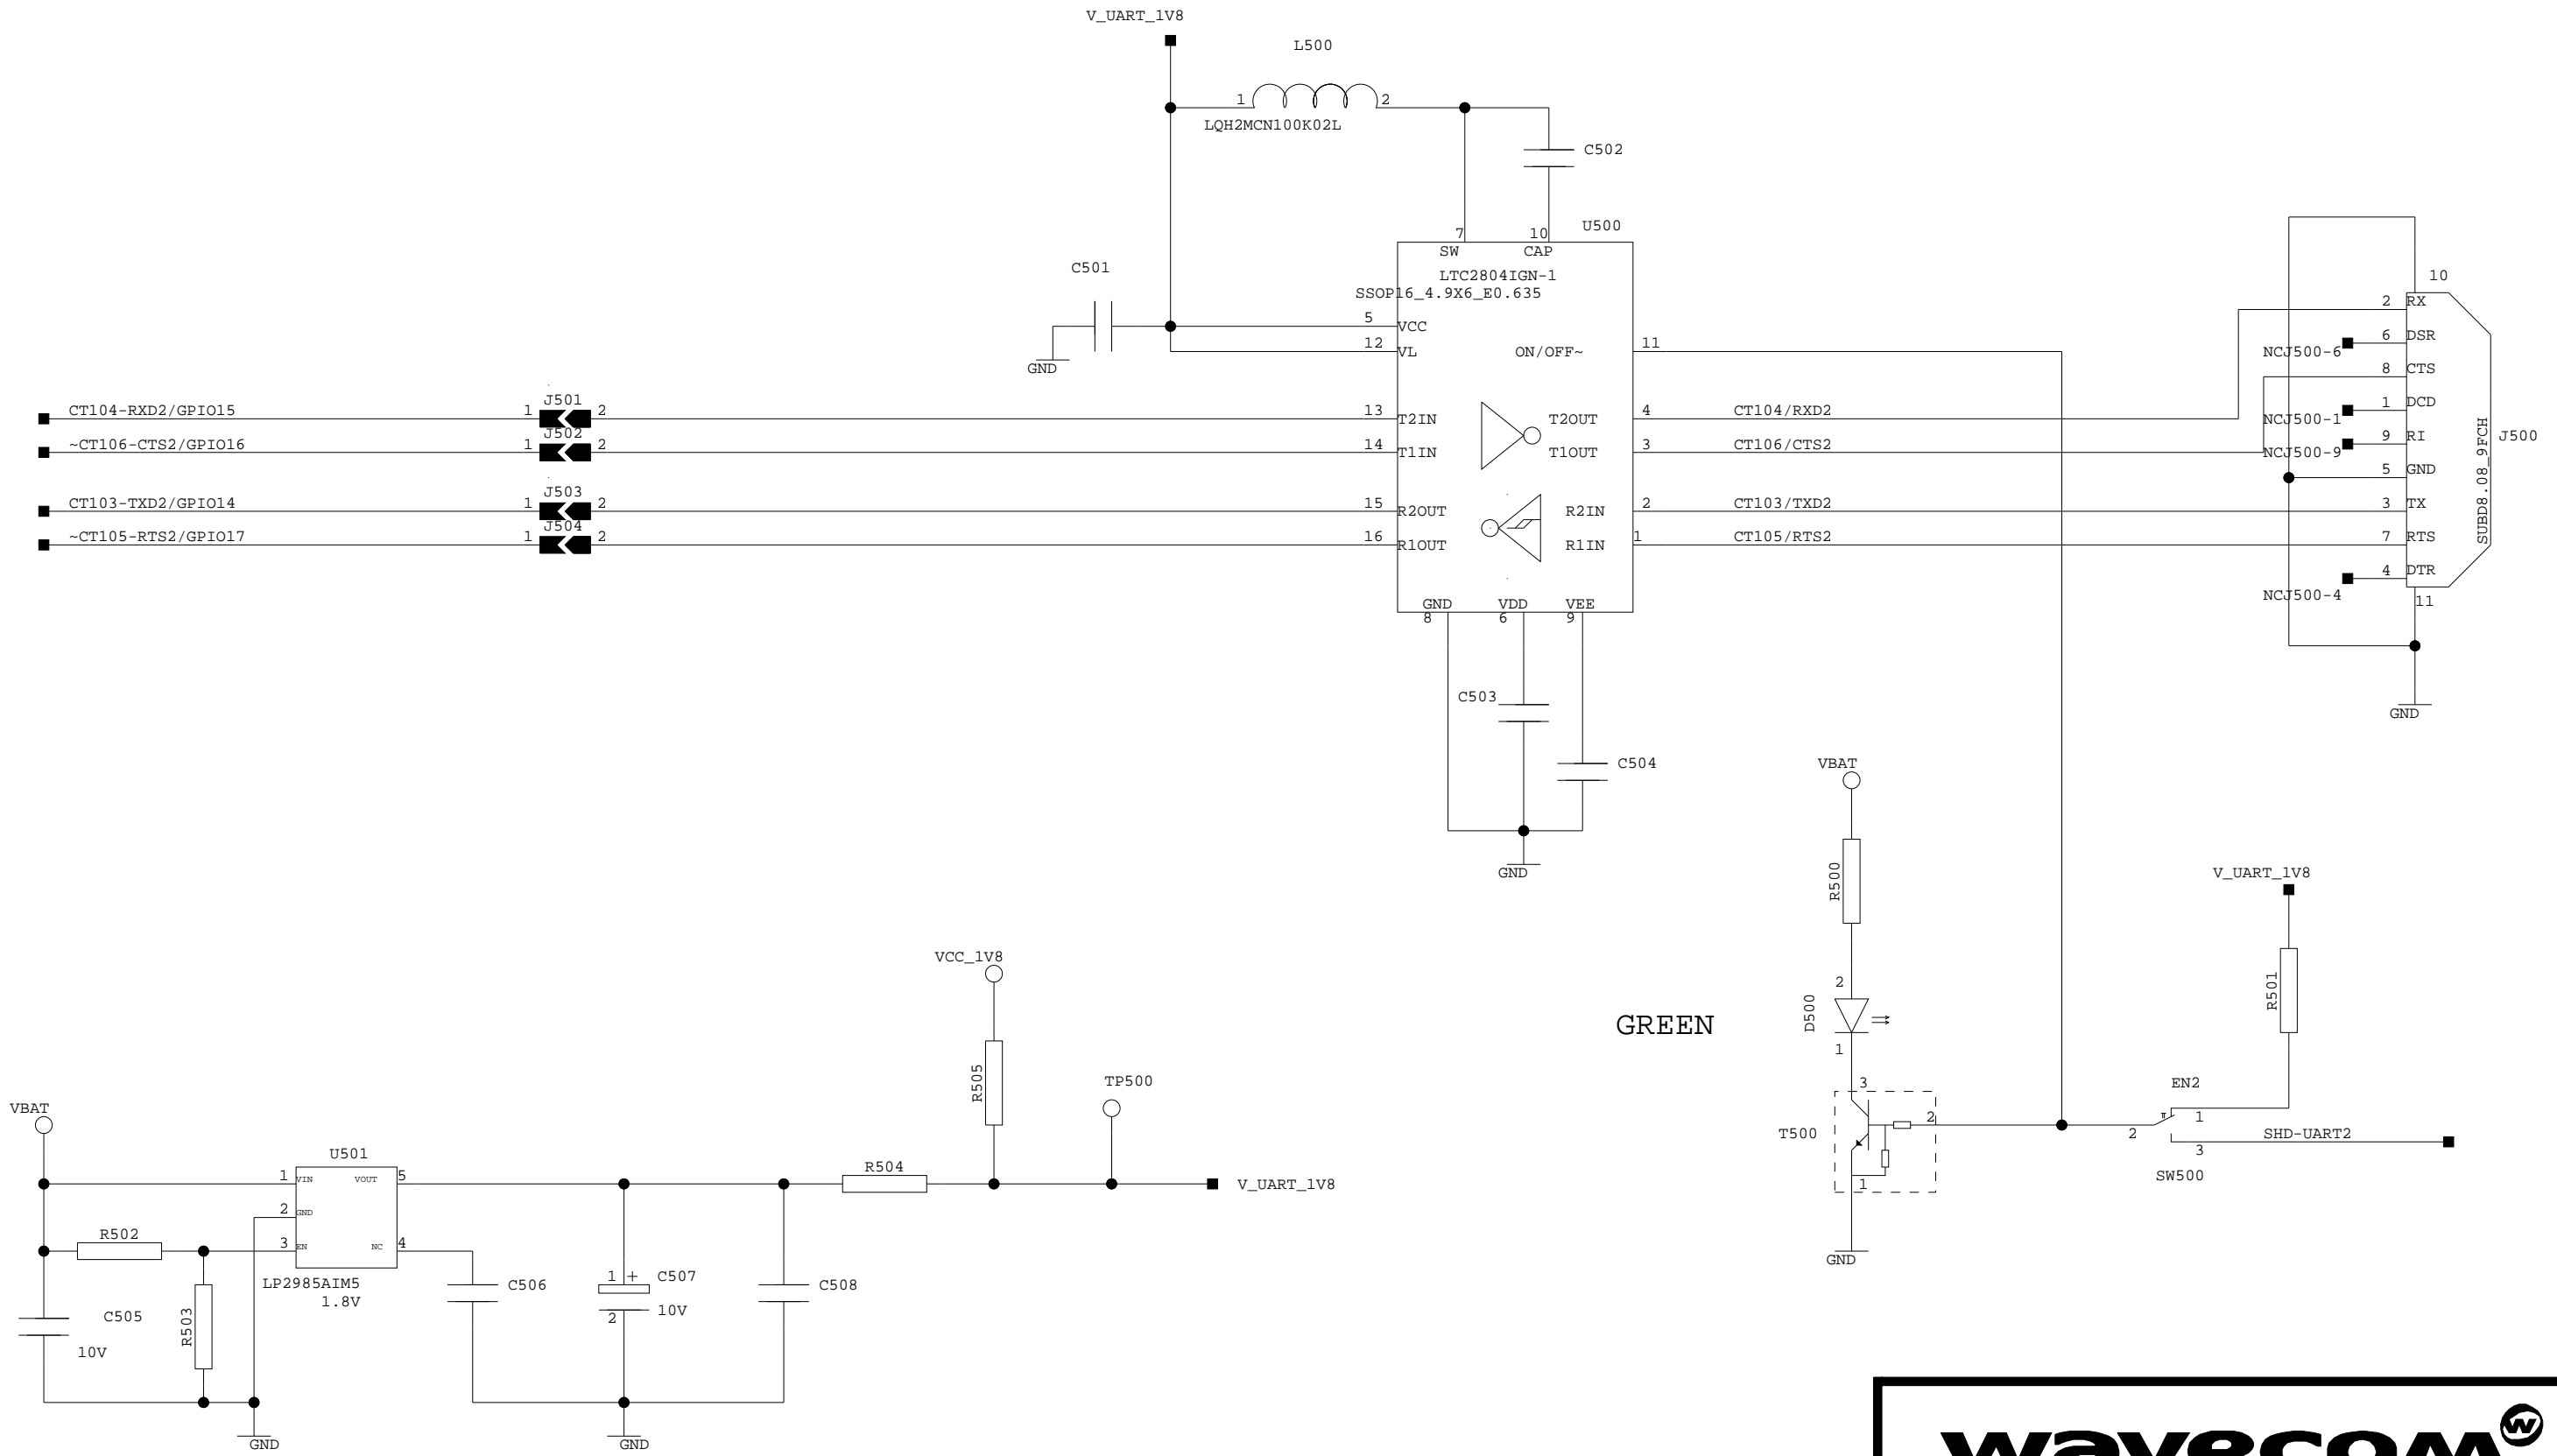 V_UART_1V8
L500
1
2
LQH2MCN100K02L
C502
U500
7
10
SW
CAP
LTC2804IGN-1
SSOP16_4.9X6_E0.635
C501
GND
5
VCC
12
VL
ON/OFF~
11
CT104-RXD2/GPIO15
1
J501
2
13
T2IN
T2OUT
4
CT104/RXD2
~CT106-CTS2/GPIO16
1
J502
2
14
T1IN
T1OUT
3
CT106/CTS2
CT103-TXD2/GPIO14
1
J503
2
15
R2OUT
R2IN
2
CT103/TXD2
~CT105-RTS2/GPIO17
1
J504
2
16
R1OUT
R1IN
1
CT105/RTS2
GND
8
VDD
6
VEE
9
C503
C504
GND
10
2
RX
NCJ500-6
6
DSR
8
CTS
NCJ500-1
1
DCD
NCJ500-9
9
RI
5
GND
3
TX
7
RTS
NCJ500-4
4
DTR
11
SUBD8.08_9FCH
J500
GND
VBAT
R500
2
D500
1
GREEN
3
2
T500
1
GND
V_UART_1V8
R501
EN2
π
1
2
3
SHD-UART2
SW500
VCC_1V8
R505
TP500
VBAT
U501
1
VIN
VOUT
5
2
GND
3
EN
NC
4
R502
R503
LP2985AIM5
1.8V
C505
10V
C506
1
+
C507
10V
2
C508
R504
V_UART_1V8
GND
GND
wavecom
w